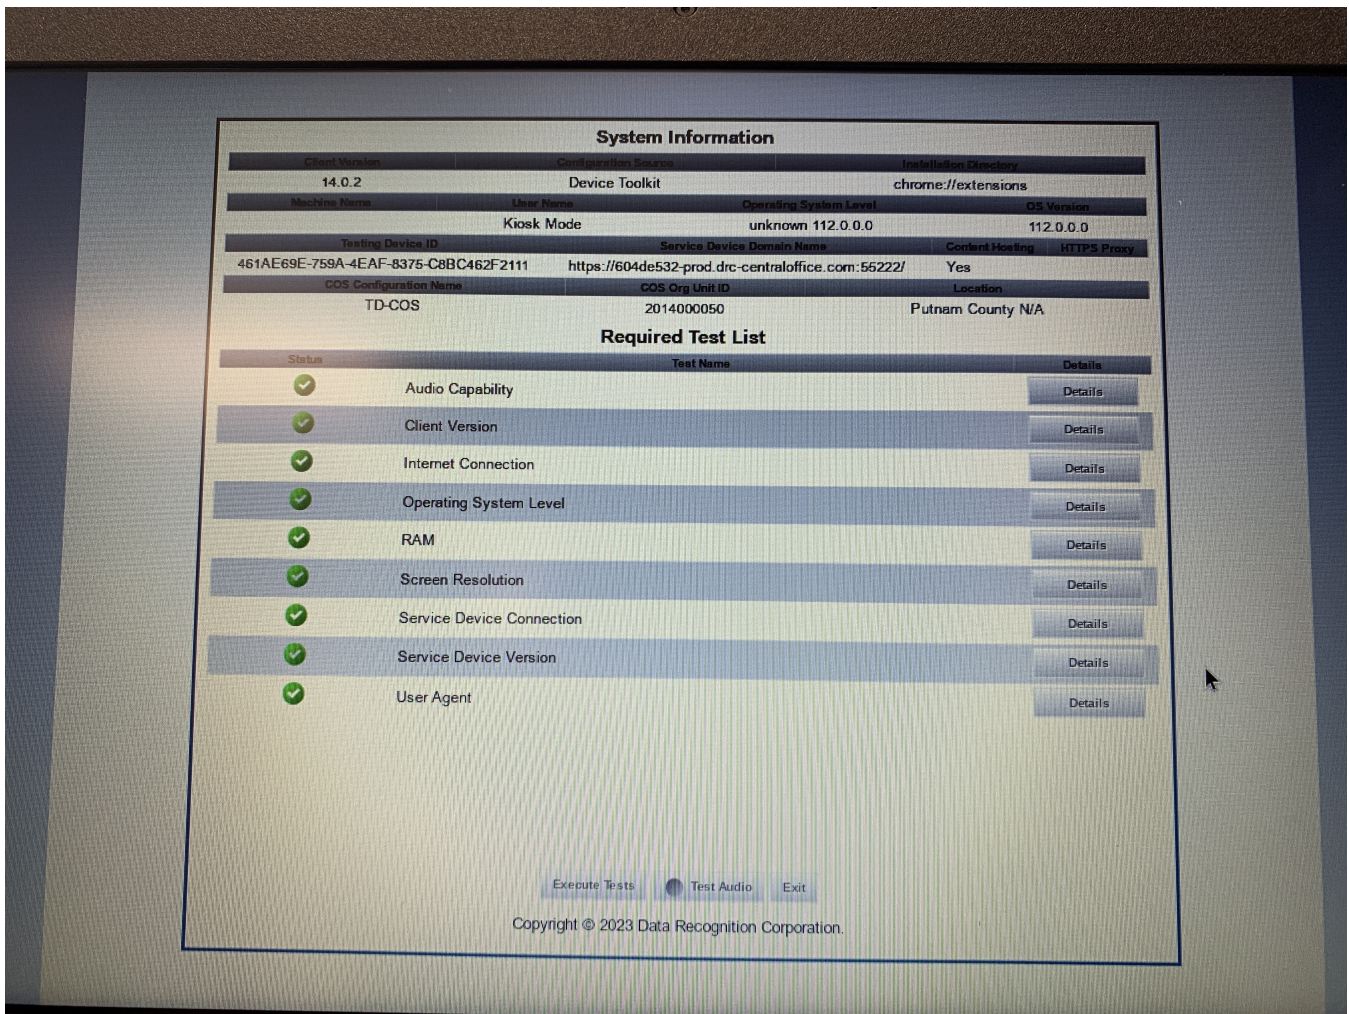 System Information
Client Version Configuration Source Installation Directory
14.0.2 Device Toolkit chrome://extensions
Machine Name User Name Operating System Level OS Version
Kiosk Mode unknown 112.0.0.0 112.0.0.0
Testing Device ID Service Device Domain Name Content Hosting HTTPS Proxy
461AE69E-759A-4EAF-8375-C8BC462F2111 https://604de532-prod.drc-centraloffice.com:55222/ Yes
COS Configuration Name COS Org Unit ID Location
TD-COS 2014000050 Putnam County N/A
Required Test List
Status Test Name Details
Audio Capability Details
Client Version Details
Internet Connection Details
Operating System Level Details
RAM Details
Screen Resolution Details
Service Device Connection Details
Service Device Version Details
User Agent Details
Execute Tests Test Audio Exit
Copyright © 2023 Data Recognition Corporation.